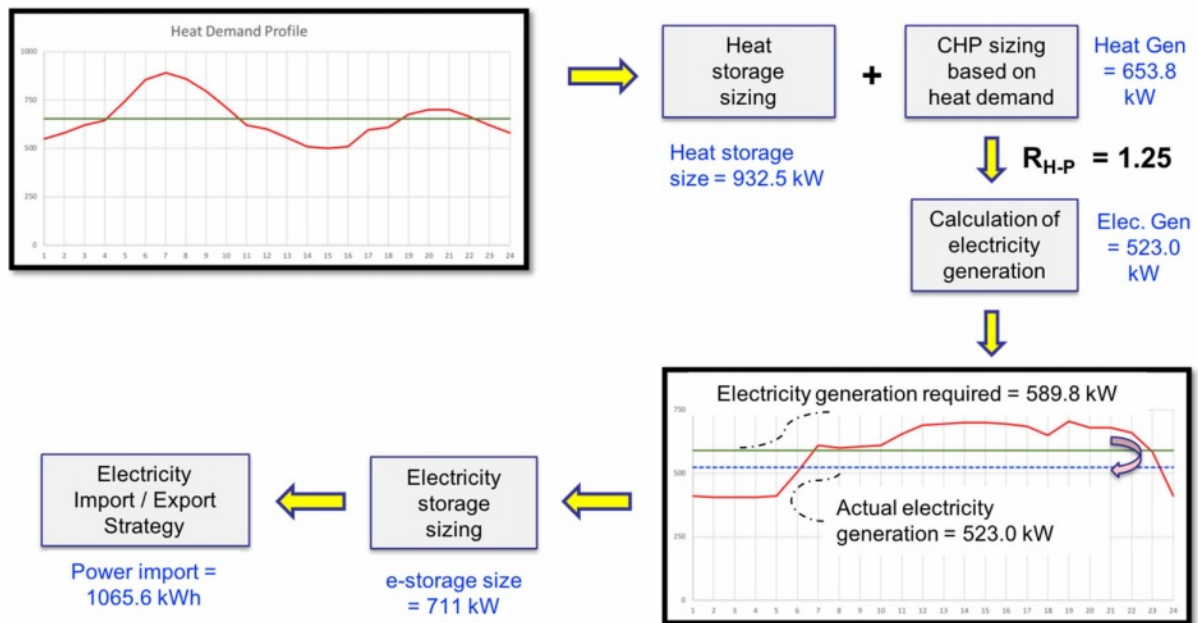 Heat Demand Profile
1000
750
500
250
0
1 2 3 4 5 6 7 8 9 10 11 12 13 14 15 16 17 18 19 20 21 22 23 24
Heat
storage
sizing
+
CHP sizing
based on
heat demand
Heat Gen
= 653.8
kW
Heat storage
size = 932.5 kW
R_H-P = 1.25
Calculation of
electricity
generation
Elec. Gen
= 523.0
kW
Electricity generation required = 589.8 kW
750
500
250
0
Actual electricity
generation = 523.0 kW
1 2 3 4 5 6 7 8 9 10 11 12 13 14 15 16 17 18 19 20 21 22 23 24
Electricity
storage
sizing
e-storage size
= 711 kW
Electricity
Import / Export
Strategy
Power import =
1065.6 kWh